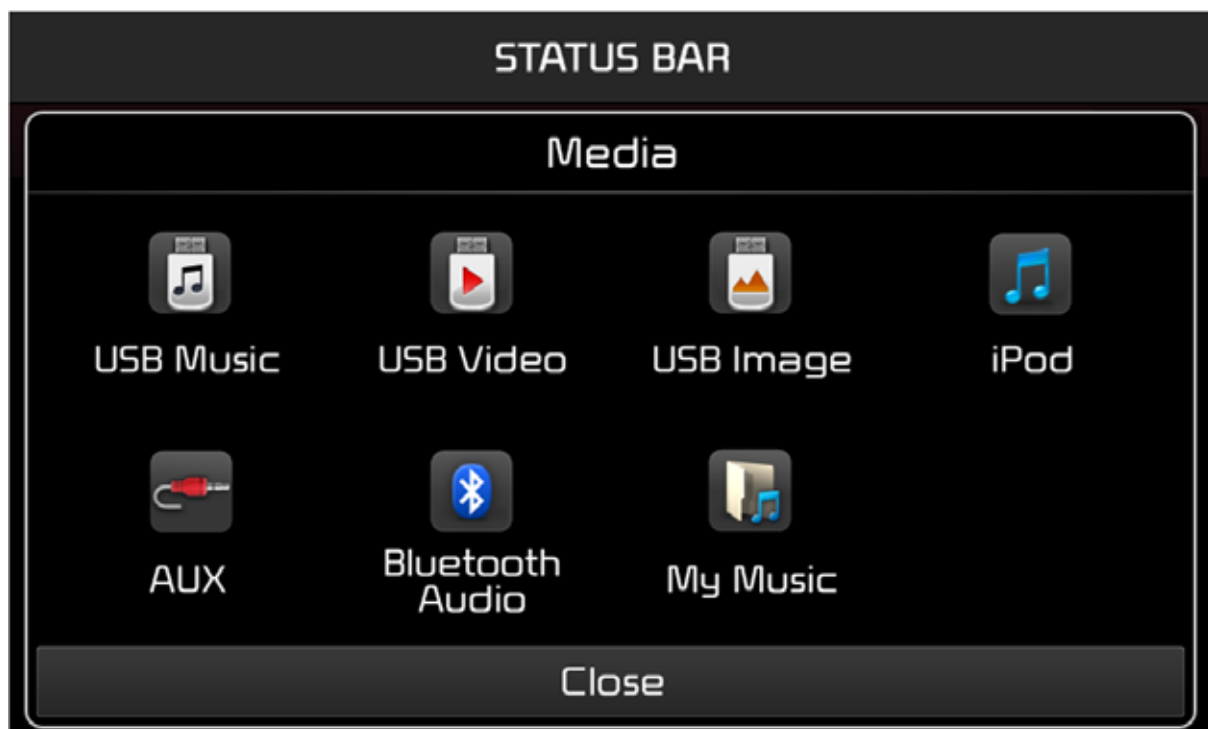 STATUS BAR
Media
USB Music
USB Video
USB Image
iPod
AUX
Bluetooth
Audio
My Music
Close